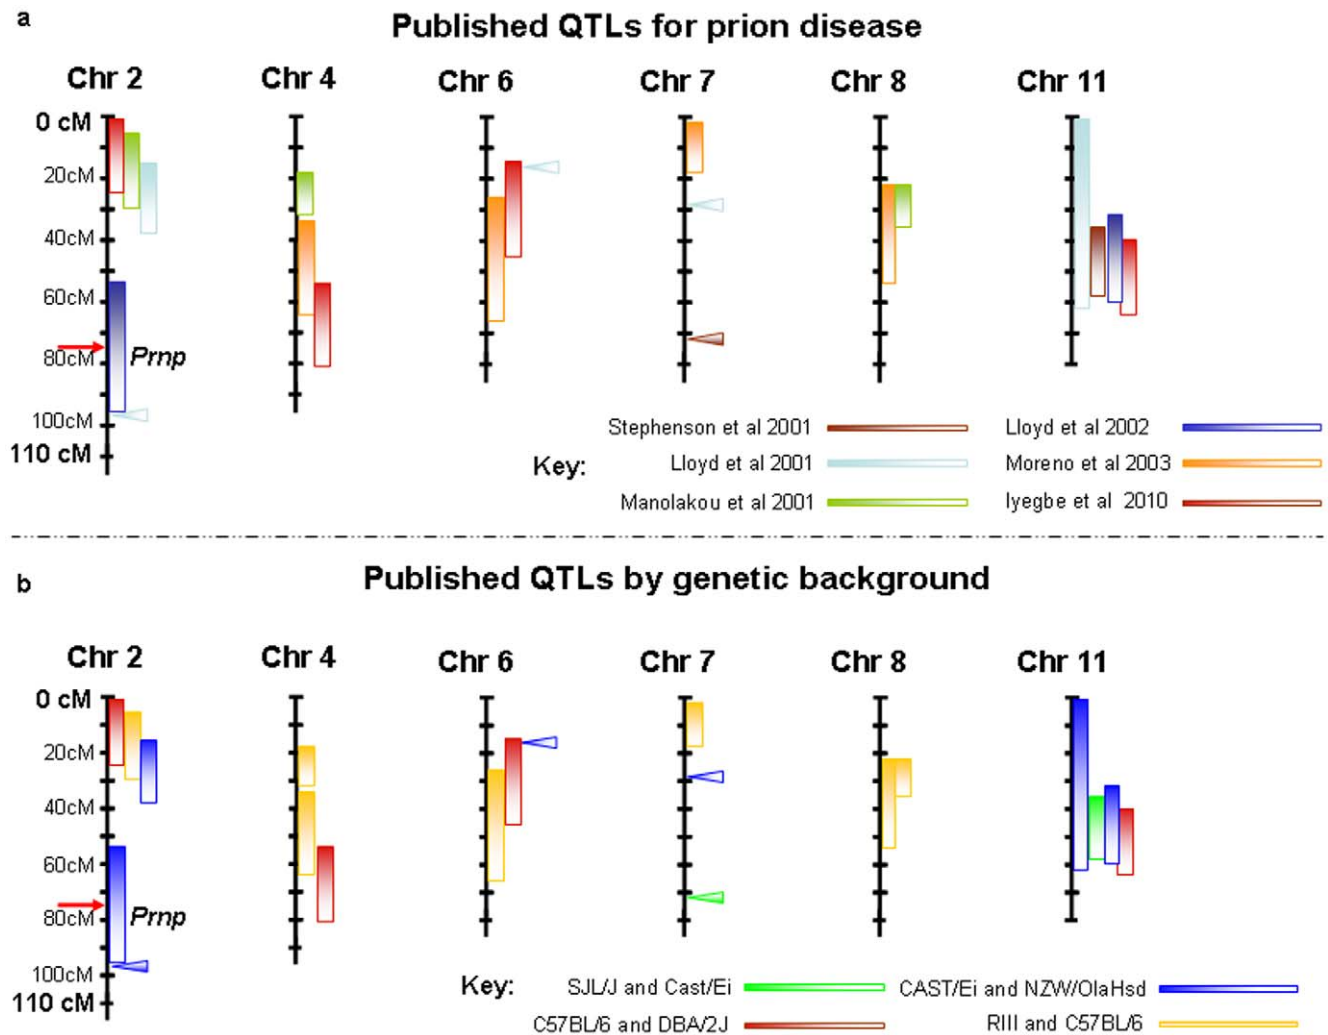 a
Published QTLs for prion disease
Chr 2 Chr 4 Chr 6 Chr 7 Chr 8 Chr 11
0 cM
20cM
40cM
60cM
80cM Prnp
100cM
110 cM
Stephenson et al 2001 Lloyd et al 2002
Key: Lloyd et al 2001 Moreno et al 2003
Manolakou et al 2001 Iyegbe et al 2010
b
Published QTLs by genetic background
Chr 2 Chr 4 Chr 6 Chr 7 Chr 8 Chr 11
0 cM
20cM
40cM
60cM
80cM Prnp
100cM
110 cM
Key: SJL/J and Cast/Ei CAST/Ei and NZW/OlaHsd
C57BL/6 and DBA/2J RIII and C57BL/6